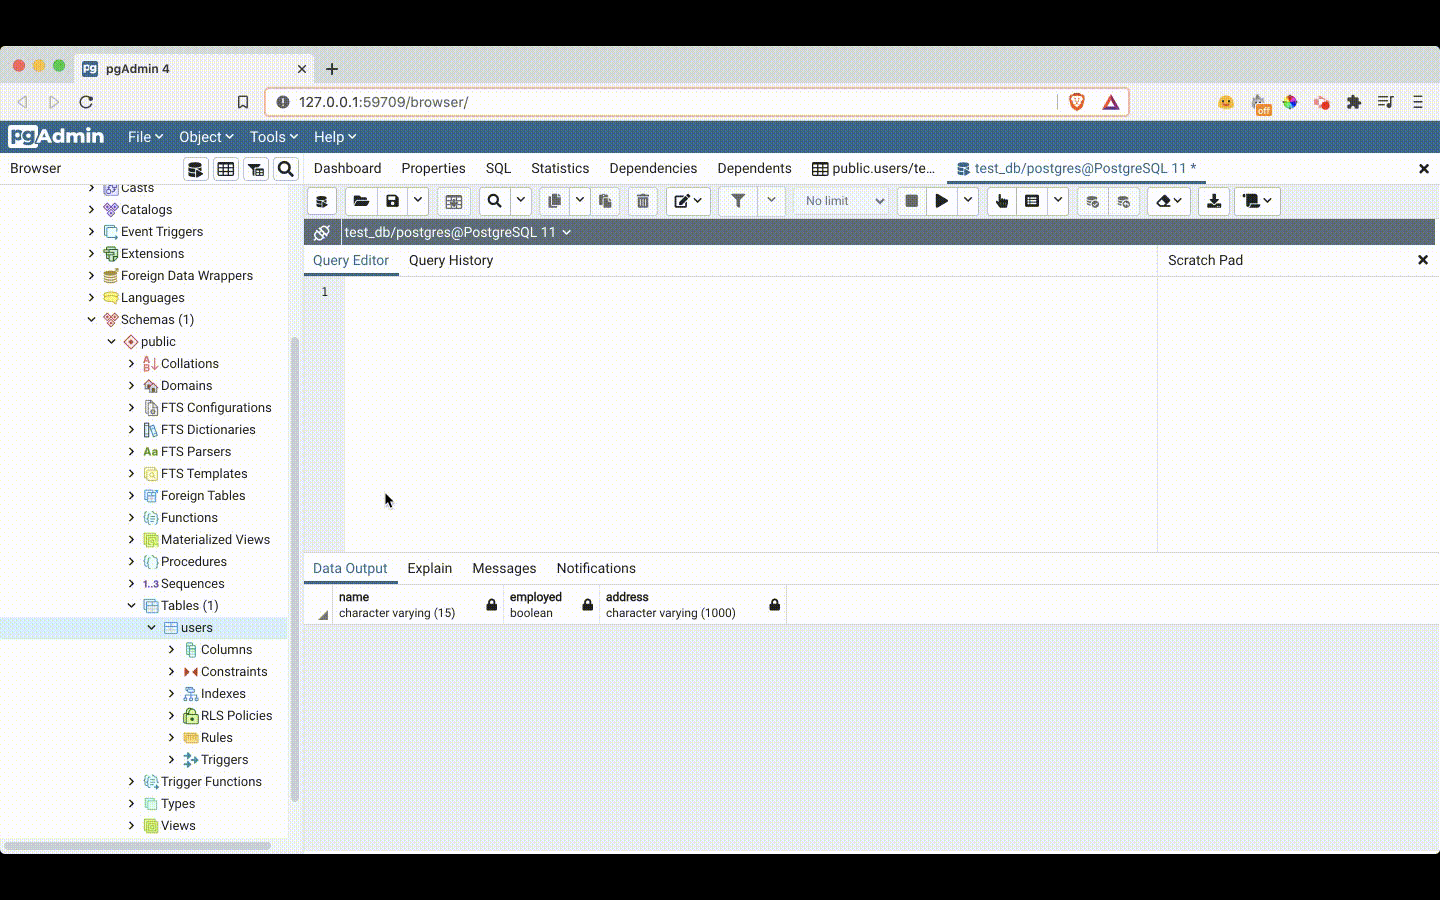 pgAdmin 4
127.0.0.1:59709/browser/
off
pgAdmin
File Object Tools Help
Browser
Dashboard Properties SQL Statistics Dependencies Dependents public.users/te... test_db/postgres@PostgreSQL 11 *
No limit
test_db/postgres@PostgreSQL 11
Query Editor Query History
Scratch Pad
1
Casts
Catalogs
Event Triggers
Extensions
Foreign Data Wrappers
Languages
Schemas (1)
public
Collations
Domains
FTS Configurations
FTS Dictionaries
Aa FTS Parsers
FTS Templates
Foreign Tables
Functions
Materialized Views
Procedures
1..3 Sequences
Tables (1)
users
Columns
Constraints
Indexes
RLS Policies
Rules
Triggers
Trigger Functions
Types
Views
Data Output Explain Messages Notifications
name employed address
character varying (15) boolean character varying (1000)